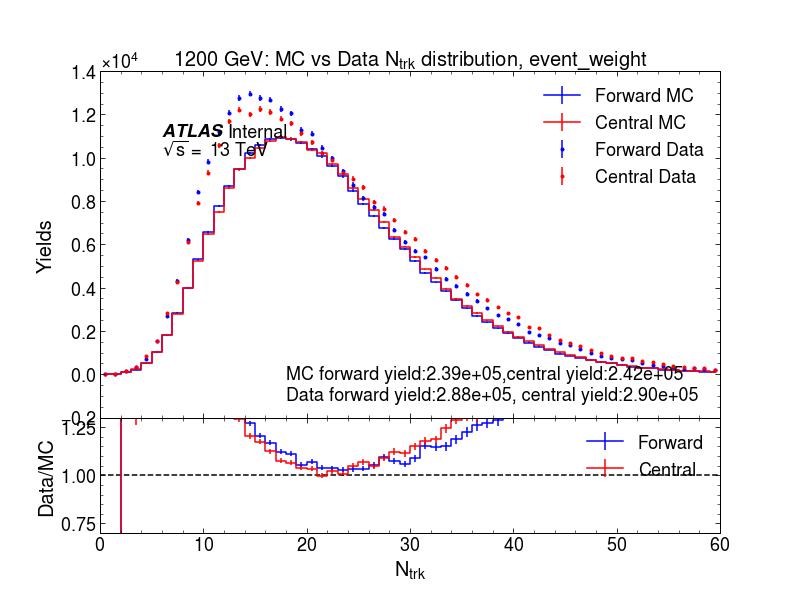 ×10⁴
1200 GeV: MC vs Data Ntrk distribution, event_weight
1.4
1.2
1.0
0.8
0.6
0.4
0.2
0.0
0.2
Yields
ATLAS Internal
√s = 13 TeV
Forward MC
Central MC
Forward Data
Central Data
MC forward yield:2.39e+05,central yield:2.42e+05
Data forward yield:2.88e+05, central yield:2.90e+05
1.25
1.00
0.75
Data/MC
Forward
Central
0 10 20 30 40 50 60
Ntrk